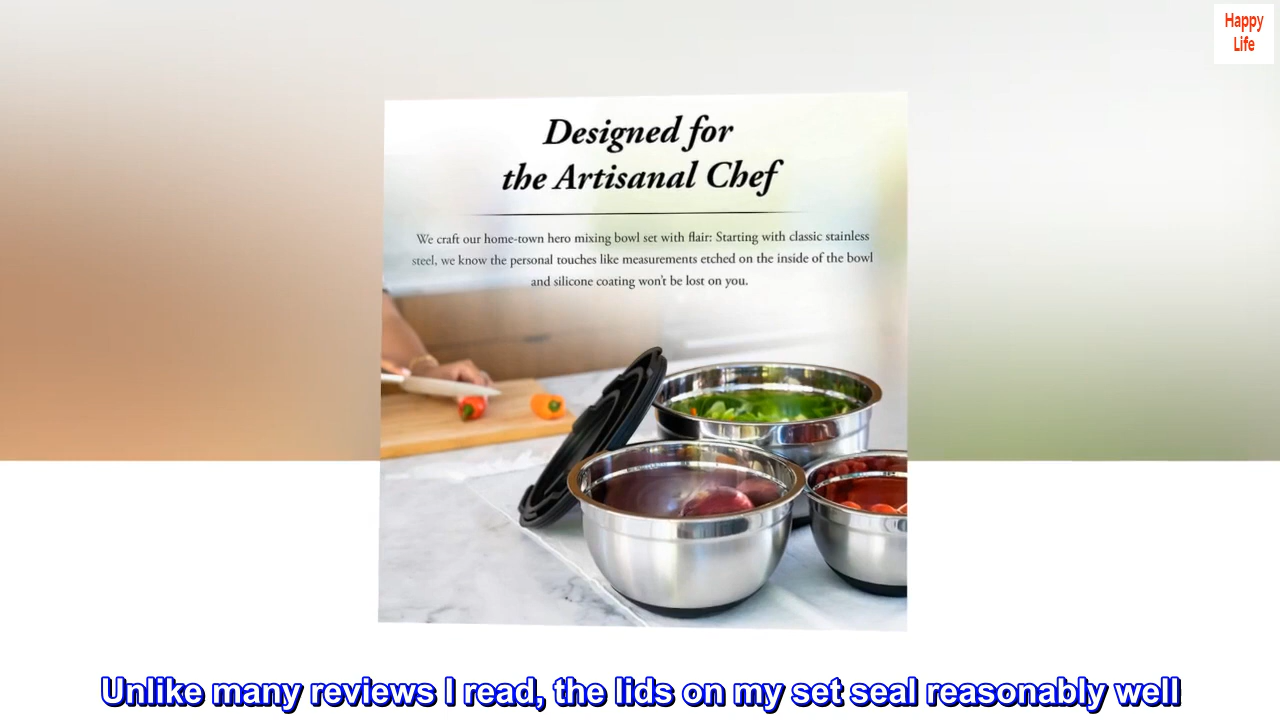 Happy
Life
Designed for
the Artisanal Chef
We craft our home-town hero mixing bowl set with flair: Starting with classic stainless
steel, we know the personal touches like measurements etched on the inside of the bowl
and silicone coating won't be lost on you.
Unlike many reviews I read, the lids on my set seal reasonably well